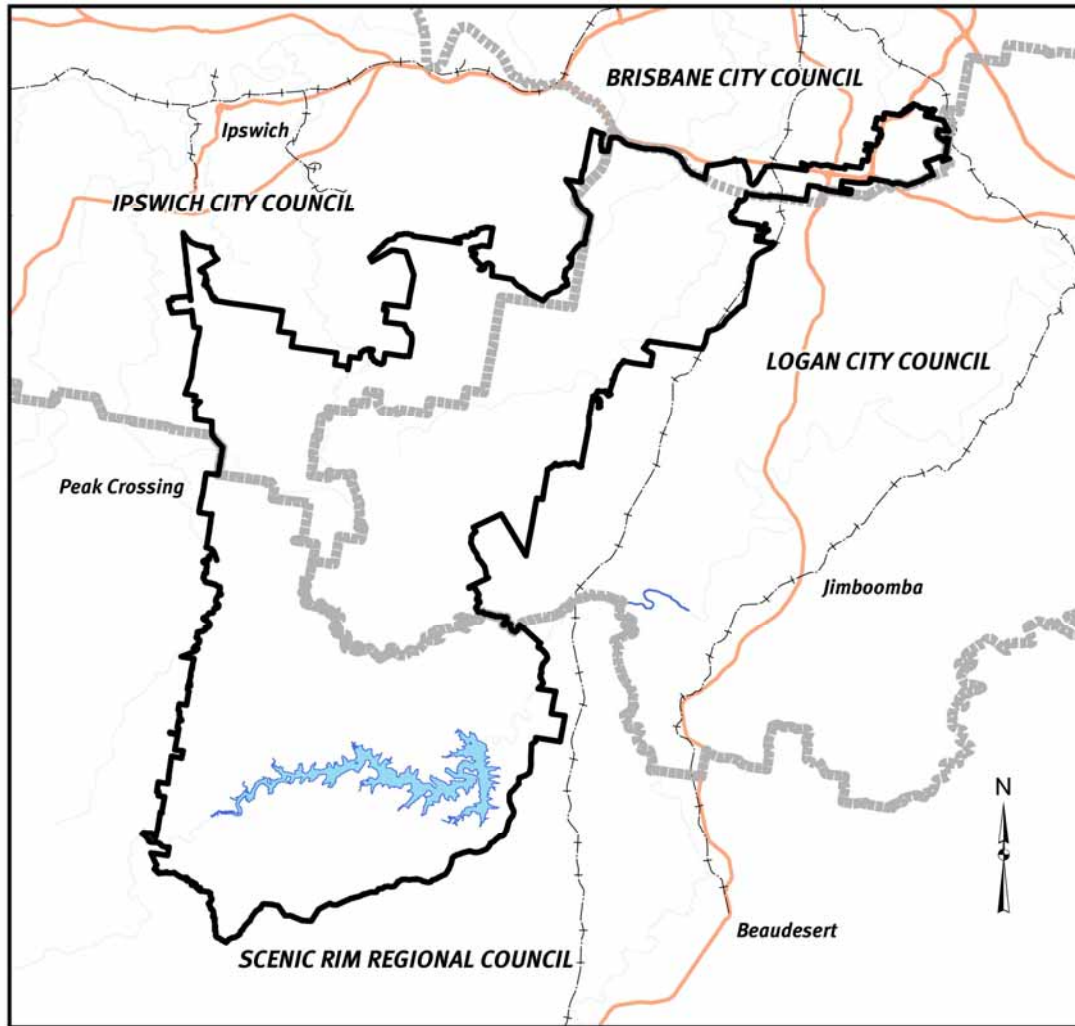 BRISBANE CITY COUNCIL
Ipswich
IPSWICH CITY COUNCIL
LOGAN CITY COUNCIL
Peak Crossing
Jimboomba
N
Beaudesert
SCENIC RIM REGIONAL COUNCIL